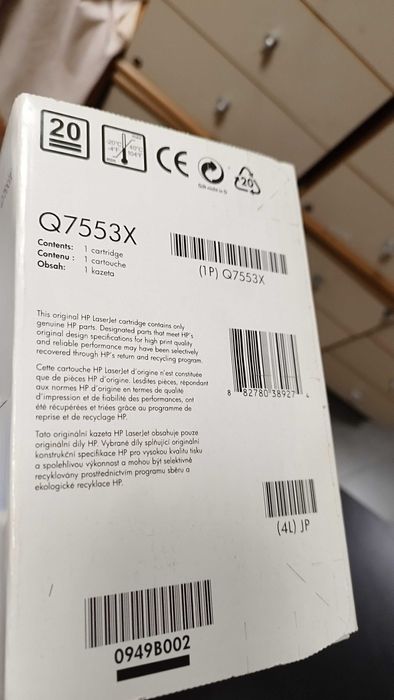 20
-20°C
-4°F
40°C
104°F
CE
20
Q7553X
Contents: 1 cartridge
Contenu : 1 cartouche
Obsah: 1 kazeta
(1P) Q7553X
This original HP LaserJet cartridge contains only
genuine HP parts. Designated parts that meet HP's
original design specifications for high print quality
and reliable performance may have been selectively
recovered through HP's return and recycling program.
Cette cartouche HP LaserJet d'origine n'est constituée
que de pièces HP d'origine. Lesdites pièces, répondant
aux normes HP d'origine en termes de qualité
d'impression et de fiabilité des performances, ont
été récupérées et triées grâce au programme de
reprise et de recyclage HP.
Tato originální kazeta HP LaserJet obsahuje pouze
originální díly HP. Vybrané díly splňující originální
konstrukční specifikace HP pro vysokou kvalitu tisku
a spolehlivou výkonnost a mohou být selektivně
recyklovány prostřednictvím programu sběru a
ekologické recyklace HP.
8 82780 38927 4
(4L) JP
0949B002